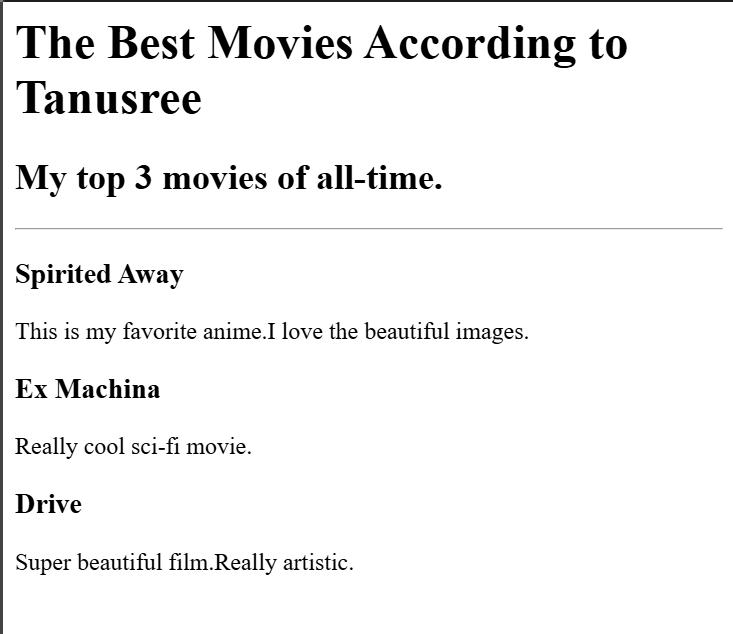 The Best Movies According to
Tanusree
My top 3 movies of all-time.
Spirited Away
This is my favorite anime.I love the beautiful images.
Ex Machina
Really cool sci-fi movie.
Drive
Super beautiful film.Really artistic.